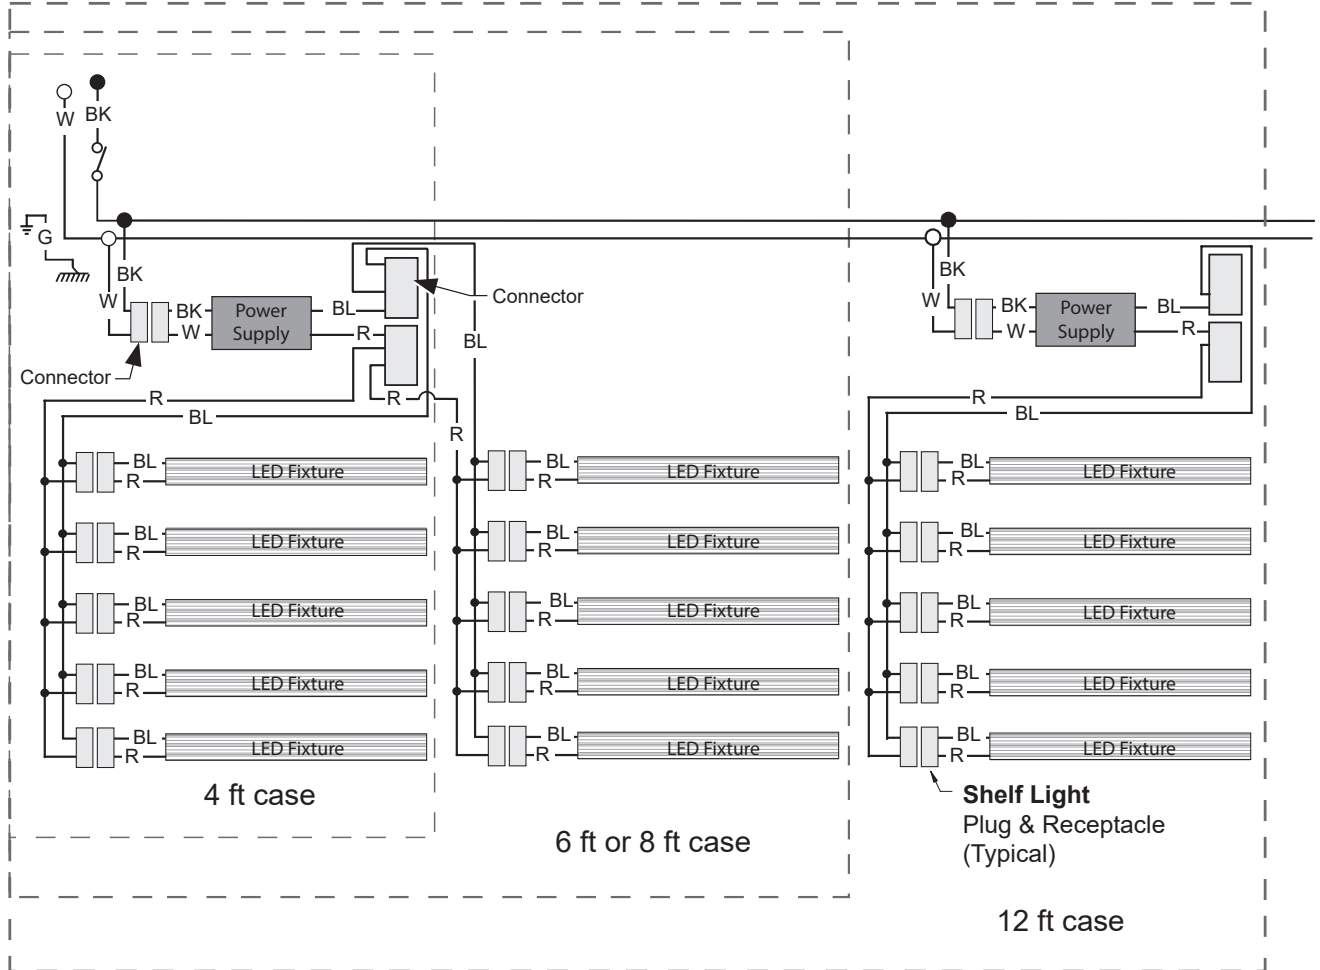 W
BK
G
BK
W
BK
W
Power
Supply
BL
R
Connector
BL
Connector
R
BL
R
R
BK
W
BK
W
Power
Supply
BL
R
R
BL
BL
R
LED Fixture
BL
R
LED Fixture
BL
R
LED Fixture
BL
R
LED Fixture
BL
R
LED Fixture
4 ft case
BL
R
LED Fixture
BL
R
LED Fixture
BL
R
LED Fixture
BL
R
LED Fixture
BL
R
LED Fixture
6 ft or 8 ft case
BL
R
LED Fixture
BL
R
LED Fixture
BL
R
LED Fixture
BL
R
LED Fixture
BL
R
LED Fixture
Shelf Light
Plug & Receptacle
(Typical)
12 ft case